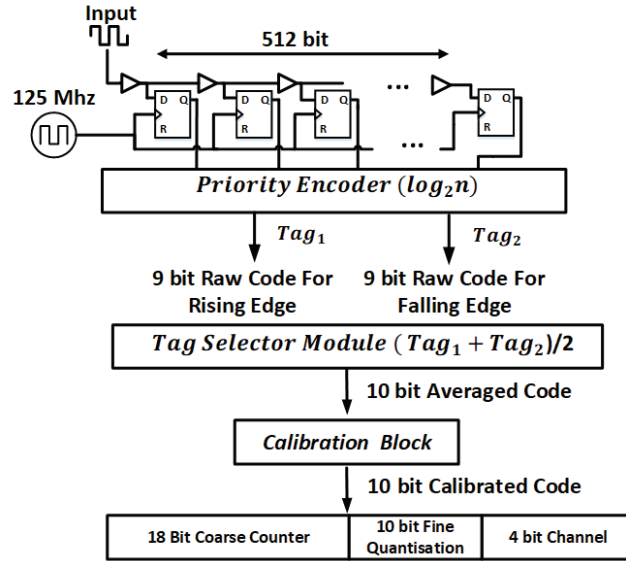 Input
512 bit
125 Mhz
D Q R
D Q R
D Q R
D Q R
...
...
Priority Encoder (log₂n)
Tag₁
Tag₂
9 bit Raw Code For Rising Edge
9 bit Raw Code For Falling Edge
Tag Selector Module (Tag₁ + Tag₂)/2
10 bit Averaged Code
Calibration Block
10 bit Calibrated Code
18 Bit Coarse Counter
10 bit Fine Quantisation
4 bit Channel